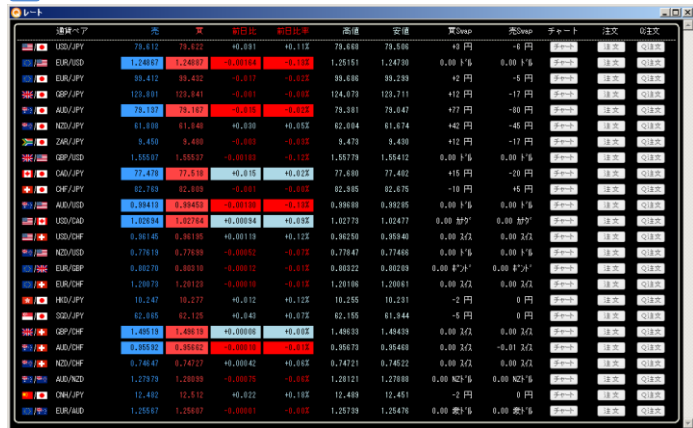 レート
通貨ペア 売 買 前日比 前日比率 高値 安値 買Swap 売Swap チャート 注文 Q注文
USD/JPY 79.612 79.622 +0.091 +0.11% 79.668 79.506 +3 円 -6 円 チャート 注文 Q注文
EUR/USD 1.24867 1.24887 -0.18% 1.25151 1.24730 0.00 ドル 0.00 ドル チャート 注文 Q注文
EUR/JPY 99.412 99.432 -0.017 -0.02% 99.686 99.299 +2 円 -5 円 チャート 注文 Q注文
GBP/JPY 123.801 123.841 -0.001 -0.00% 124.073 123.711 +12 円 -17 円 チャート 注文 Q注文
AUD/JPY 79.137 79.167 -0.02% 79.381 79.047 +77 円 -80 円 チャート 注文 Q注文
NZD/JPY 61.808 61.848 +0.030 +0.05% 62.004 61.674 +42 円 -45 円 チャート 注文 Q注文
ZAR/JPY 9.450 9.480 -0.003 -0.03% 9.473 9.430 +12 円 -17 円 チャート 注文 Q注文
GBP/USD 1.55507 1.55537 -0.12% 1.55779 1.55412 0.00 ドル 0.00 ドル チャート 注文 Q注文
CAD/JPY 77.478 77.518 +0.015 +0.02% 77.680 77.402 +15 円 -20 円 チャート 注文 Q注文
CHF/JPY 82.769 82.809 -0.001 -0.00% 82.985 82.675 -10 円 +5 円 チャート 注文 Q注文
AUD/USD 0.99413 0.99453 0.99688 0.99285 0.00 ドル 0.00 ドル チャート 注文 Q注文
USD/CAD 1.02694 1.02764 +0.00094 +0.09% 1.02773 1.02477 0.00 カナダ 0.00 カナダ チャート 注文 Q注文
USD/CHF 0.96145 0.96195 +0.00119 +0.12% 0.96250 0.95940 0.00 スイス 0.00 スイス チャート 注文 Q注文
NZD/USD 0.77619 0.77699 -0.00052 -0.07% 0.77847 0.77466 0.00 ドル 0.00 ドル チャート 注文 Q注文
EUR/GBP 0.80278 0.80318 -0.00012 -0.01% 0.80322 0.80209 0.00 ポンド 0.00 ポンド チャート 注文 Q注文
EUR/CHF 1.20073 1.20123 -0.00010 -0.01% 1.20106 1.20061 0.00 スイス 0.00 スイス チャート 注文 Q注文
HKD/JPY 10.247 10.277 +0.012 +0.12% 10.255 10.231 -2 円 0 円 チャート 注文 Q注文
SGD/JPY 62.065 62.125 +0.043 +0.07% 62.155 61.944 -5 円 0 円 チャート 注文 Q注文
GBP/CHF 1.49519 1.49619 +0.00006 +0.00% 1.49633 1.49439 0.00 スイス 0.00 スイス チャート 注文 Q注文
AUD/CHF 0.95592 0.95662 -0.00010 -0.01% 0.95673 0.95468 0.00 スイス -0.01 スイス チャート 注文 Q注文
NZD/CHF 0.74647 0.74727 +0.00042 +0.06% 0.74721 0.74522 0.00 スイス 0.00 スイス チャート 注文 Q注文
AUD/NZD 1.27979 1.28099 -0.00075 -0.06% 1.28121 1.27888 0.00 NZドル 0.00 NZドル チャート 注文 Q注文
CNH/JPY 12.482 12.512 +0.022 +0.18% 12.489 12.451 -2 円 0 円 チャート 注文 Q注文
EUR/AUD 1.25567 1.25687 -0.00001 -0.00% 1.25739 1.25476 0.00 豪ドル 0.00 豪ドル チャート 注文 Q注文